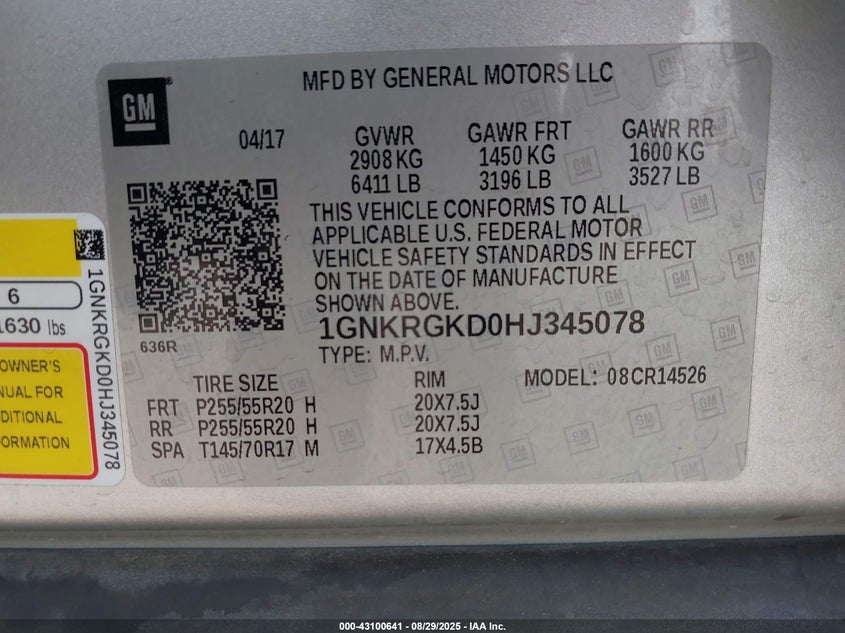 MFD BY GENERAL MOTORS LLC
GM
04/17
GVWR GAWR FRT GAWR RR
2908 KG 1450 KG 1600 KG
6411 LB 3196 LB 3527 LB
THIS VEHICLE CONFORMS TO ALL
APPLICABLE U.S. FEDERAL MOTOR
VEHICLE SAFETY STANDARDS IN EFFECT
ON THE DATE OF MANUFACTURE
SHOWN ABOVE.
1GNKRGKD0HJ345078
636R
TYPE: M.P.V.
TIRE SIZE RIM MODEL: 08CR14526
FRT P255/55R20 H 20X7.5J
RR P255/55R20 H 20X7.5J
SPA T145/70R17 M 17X4.5B
6
1630 lbs
OWNER'S
NUAL FOR
DITIONAL
FORMATION
1GNKRGKD0HJ345078
000-43100641 - 08/29/2025 - IAA Inc.